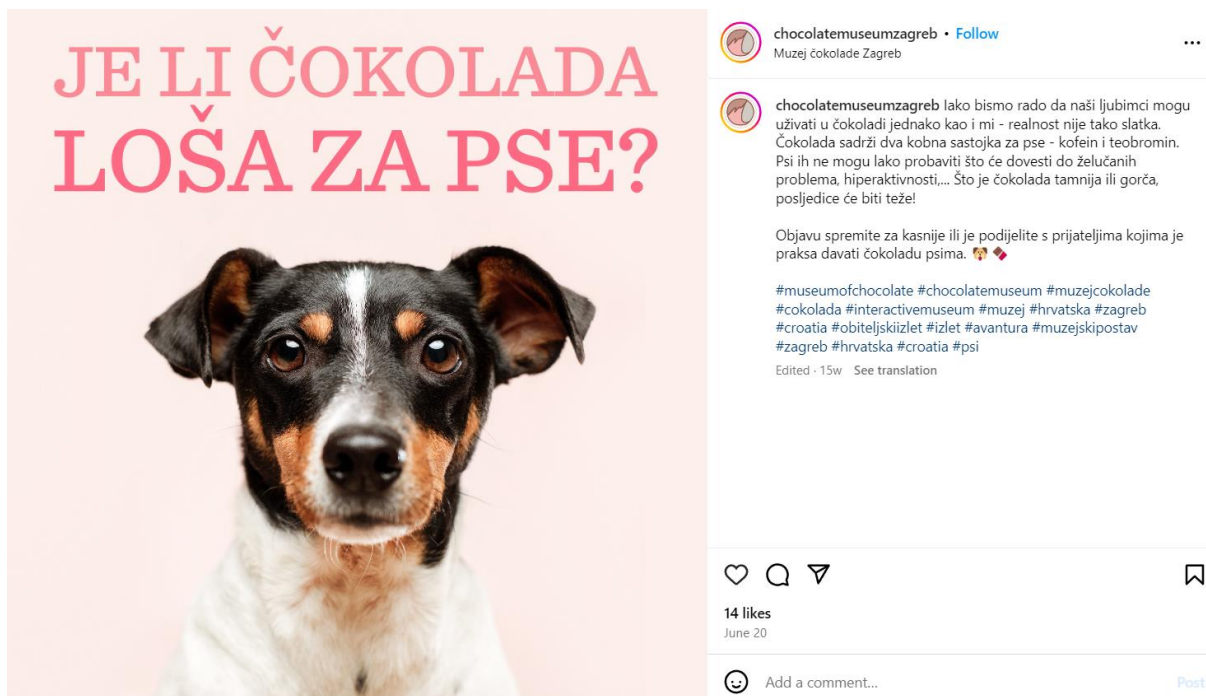 JE LI ČOKOLADA
LOŠA ZA PSE?
chocolatemuseumzagreb • Follow
Muzej čokolade Zagreb
chocolatemuseumzagreb Iako bismo rado da naši ljubimci mogu
uživati u čokoladi jednako kao i mi - realnost nije tako slatka.
Čokolada sadrži dva kobna sastojka za pse - kofein i teobromin.
Psi ih ne mogu lako probaviti što će dovesti do želučanih
problema, hiperaktivnosti,... Što je čokolada tamnija ili gorča,
posljedice će biti teže!
Objavu spremite za kasnije ili je podijelite s prijateljima kojima je
praksa davati čokoladu psima. 🐶 🍫
#museumofchocolate #chocolatemuseum #muzejcokolade
#cokolada #interactivemuseum #muzej #hrvatska #zagreb
#croatia #obiteljskiizlet #izlet #avantura #muzejskipostav
#zagreb #hrvatska #croatia #psi
Edited · 15w See translation
14 likes
June 20
Add a comment... Post